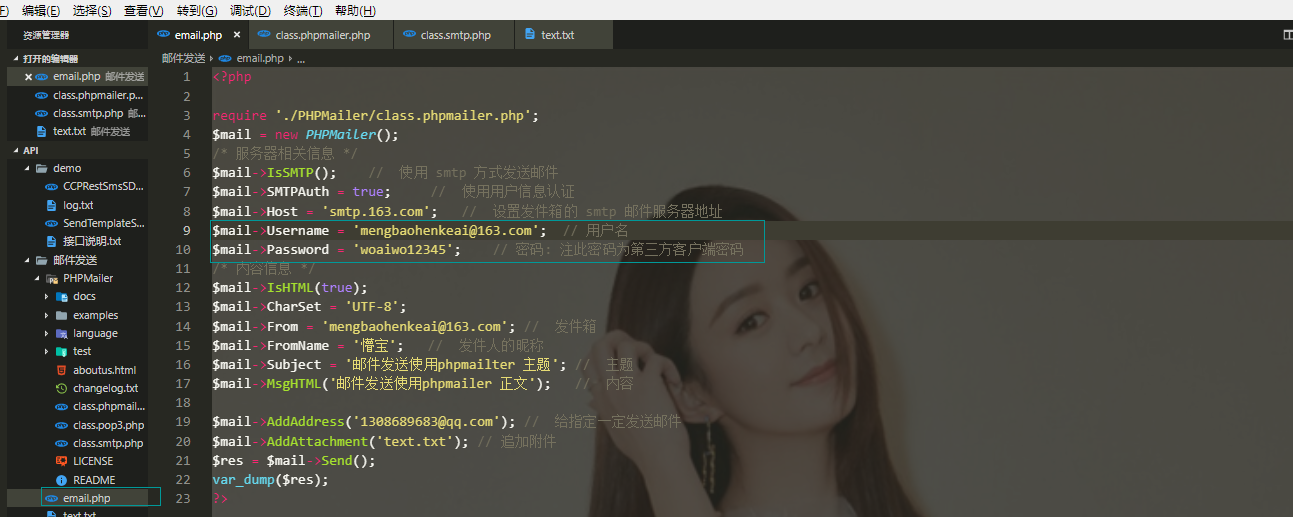 F) 编辑(E) 选择(S) 查看(V) 转到(G) 调试(D) 终端(T) 帮助(H)
资源管理器
email.php × class.phpmailer.php class.smtp.php text.txt
打开的编辑器
× email.php 邮件发送
class.phpmailer.p...
class.smtp.php 邮...
text.txt 邮件发送
API
demo
CCPRestSmsSD...
log.txt
SendTemplateS...
接口说明.txt
邮件发送
PHPMailer
docs
examples
language
test
aboutus.html
changelog.txt
class.phpmail...
class.pop3.php
class.smtp.php
LICENSE
README
email.php
text.txt
邮件发送 › email.php › ...
1 <?php
2
3 require './PHPMailer/class.phpmailer.php';
4 $mail = new PHPMailer();
5 /* 服务器相关信息 */
6 $mail->IsSMTP(); // 使用 smtp 方式发送邮件
7 $mail->SMTPAuth = true; // 使用用户信息认证
8 $mail->Host = 'smtp.163.com'; // 设置发件箱的 smtp 邮件服务器地址
9 $mail->Username = 'mengbaohenkeai@163.com'; // 用户名
10 $mail->Password = 'woaiwo12345'; // 密码: 注此密码为第三方客户端密码
11 /* 内容信息 */
12 $mail->IsHTML(true);
13 $mail->CharSet = 'UTF-8';
14 $mail->From = 'mengbaohenkeai@163.com'; // 发件箱
15 $mail->FromName = '懵宝'; // 发件人的昵称
16 $mail->Subject = '邮件发送使用phpmailter 主题'; // 主题
17 $mail->MsgHTML('邮件发送使用phpmailer 正文'); // 内容
18
19 $mail->AddAddress('1308689683@qq.com'); // 给指定一定发送邮件
20 $mail->AddAttachment('text.txt'); // 追加附件
21 $res = $mail->Send();
22 var_dump($res);
23 ?>